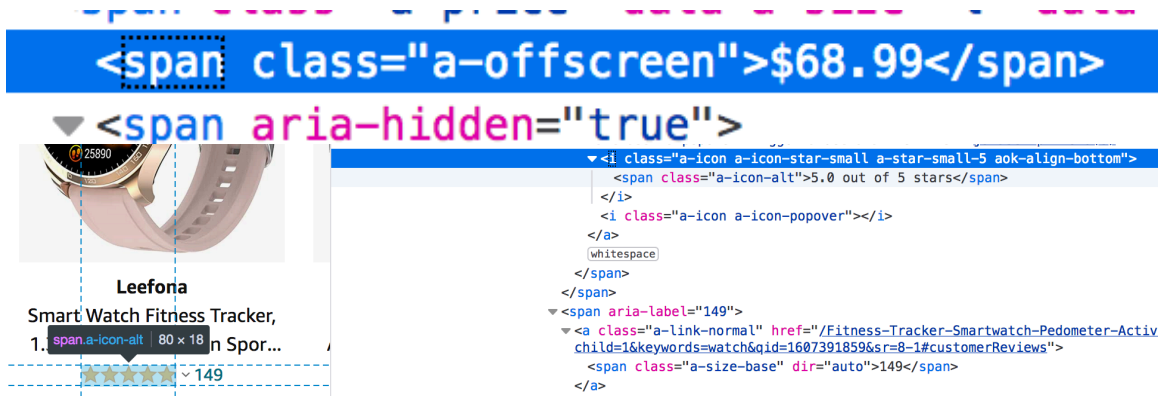 <span class="a-offscreen">$68.99</span>
<span aria-hidden="true">
25890
Leefona
Smart Watch Fitness Tracker,
span.a-icon-alt 80 × 18
n Spor...
149
<i class="a-icon a-icon-star-small a-star-small-5 aok-align-bottom">
<span class="a-icon-alt">5.0 out of 5 stars</span>
</i>
<i class="a-icon a-icon-popover"></i>
</a>
whitespace
</span>
</span>
<span aria-label="149">
<a class="a-link-normal" href="/Fitness-Tracker-Smartwatch-Pedometer-Activ
child=1&keywords=watch&qid=1607391859&sr=8-1#customerReviews">
<span class="a-size-base" dir="auto">149</span>
</a>